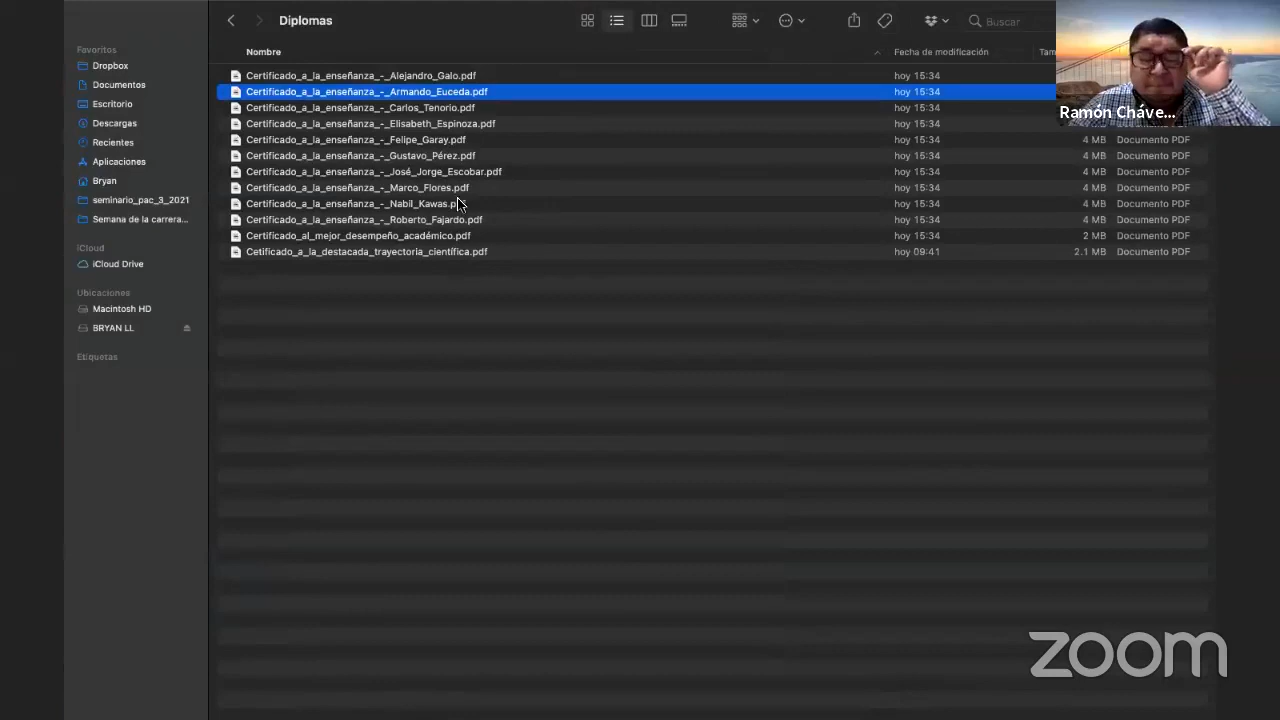 Diplomas
Buscar
Favoritos
Dropbox
Documentos
Escritorio
Descargas
Recientes
Aplicaciones
Bryan
seminario_pac_3_2021
Semana de la carrera...
iCloud
iCloud Drive
Ubicaciones
Macintosh HD
BRYAN LL
Etiquetas
Nombre Fecha de modificación Tam
Certificado_a_la_enseñanza_-_Alejandro_Galo.pdf hoy 15:34
Certificado_a_la_enseñanza_-_Armando_Euceda.pdf hoy 15:34
Certificado_a_la_enseñanza_-_Carlos_Tenorio.pdf hoy 15:34
Certificado_a_la_enseñanza_-_Elisabeth_Espinoza.pdf hoy 15:34
Certificado_a_la_enseñanza_-_Felipe_Garay.pdf hoy 15:34 4 MB Documento PDF
Certificado_a_la_enseñanza_-_Gustavo_Pérez.pdf hoy 15:34 4 MB Documento PDF
Certificado_a_la_enseñanza_-_José_Jorge_Escobar.pdf hoy 15:34 4 MB Documento PDF
Certificado_a_la_enseñanza_-_Marco_Flores.pdf hoy 15:34 4 MB Documento PDF
Certificado_a_la_enseñanza_-_Nabil_Kawas.pdf hoy 15:34 4 MB Documento PDF
Certificado_a_la_enseñanza_-_Roberto_Fajardo.pdf hoy 15:34 4 MB Documento PDF
Certificado_al_mejor_desempeño_académico.pdf hoy 15:34 2 MB Documento PDF
Cetificado_a_la_destacada_trayectoria_científica.pdf hoy 09:41 2.1 MB Documento PDF
Ramón Cháve...
zoom